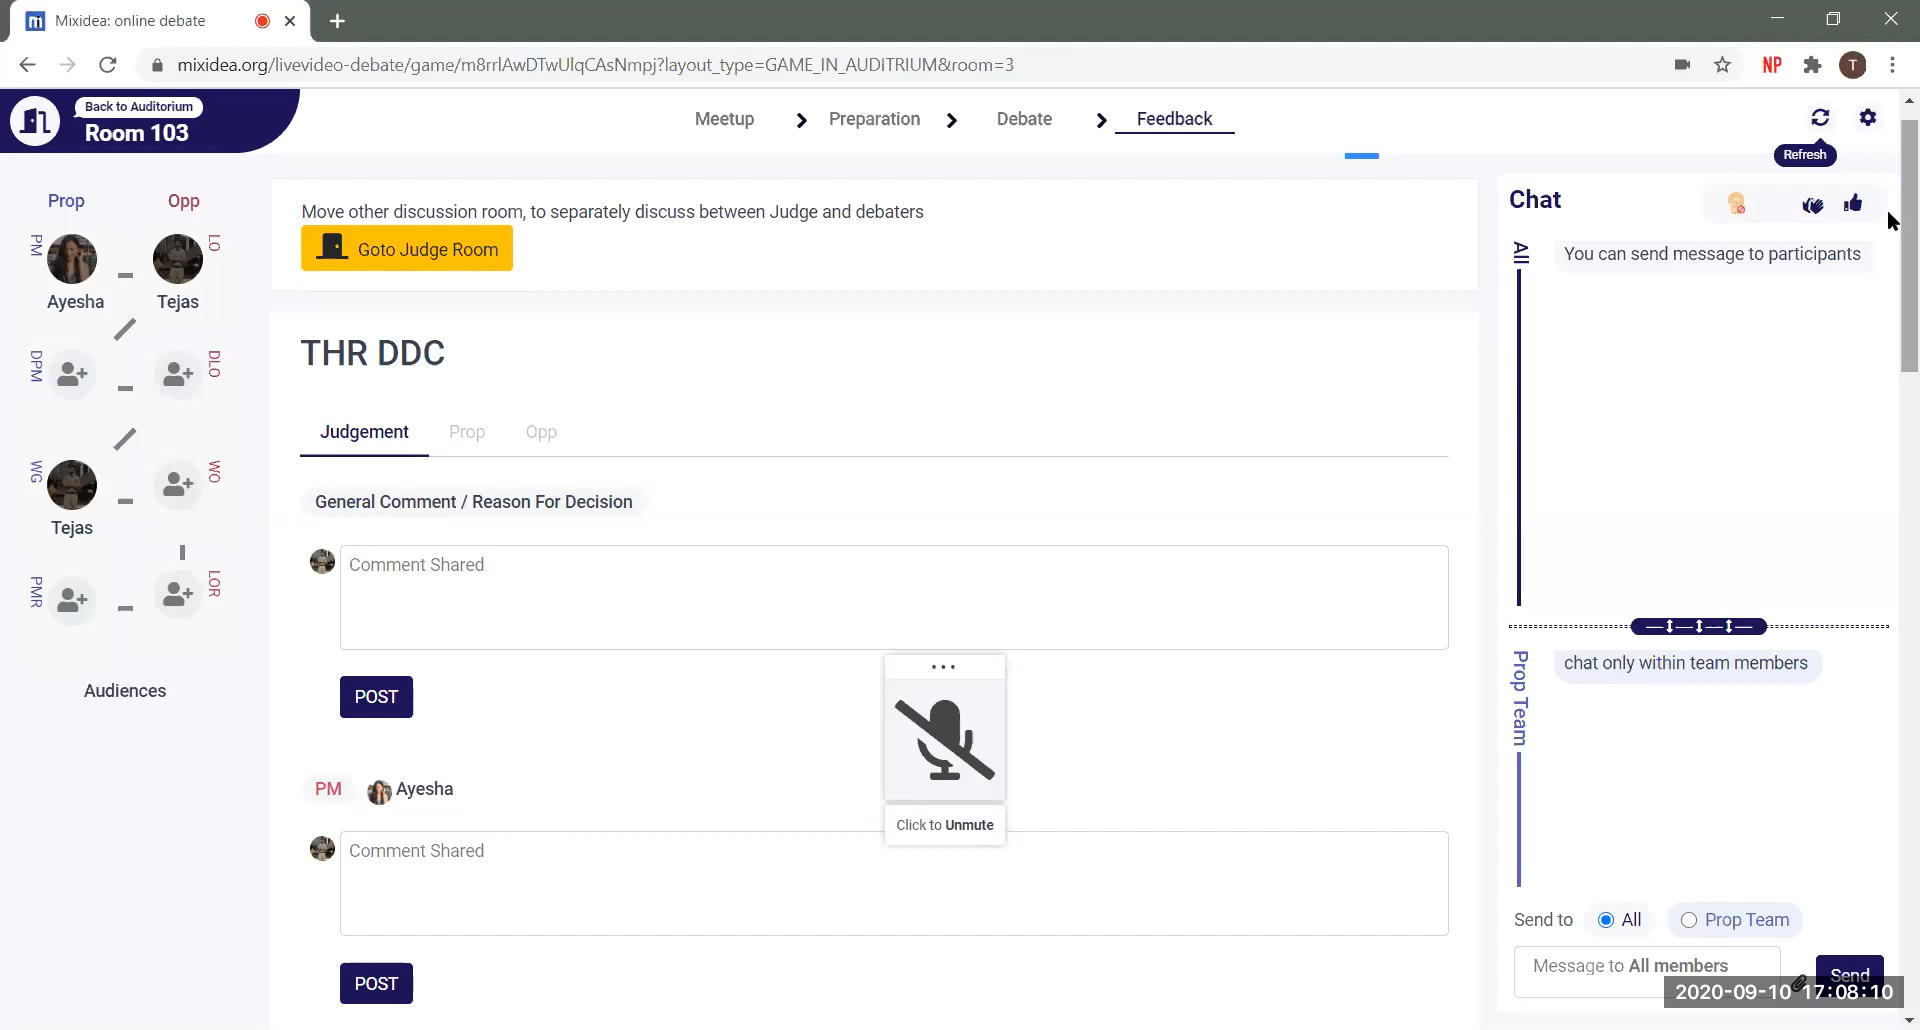 Mixidea: online debate
mixidea.org/livevideo-debate/game/m8rrlAwDTwUlqCAsNmpj?layout_type=GAME_IN_AUDITRIUM&room=3
NP
T
Back to Auditorium
Room 103
Meetup
Preparation
Debate
Feedback
Refresh
Prop
Opp
PM
LO
Ayesha
Tejas
DPM
DLO
WG
WO
Tejas
PMR
LOR
Audiences
Move other discussion room, to separately discuss between Judge and debaters
Goto Judge Room
THR DDC
Judgement
Prop
Opp
General Comment / Reason For Decision
Comment Shared
POST
PM
Ayesha
Comment Shared
POST
Click to Unmute
Chat
All
You can send message to participants
Prop Team
chat only within team members
Send to
All
Prop Team
Message to All members
Send
2020-09-10 17:08:10